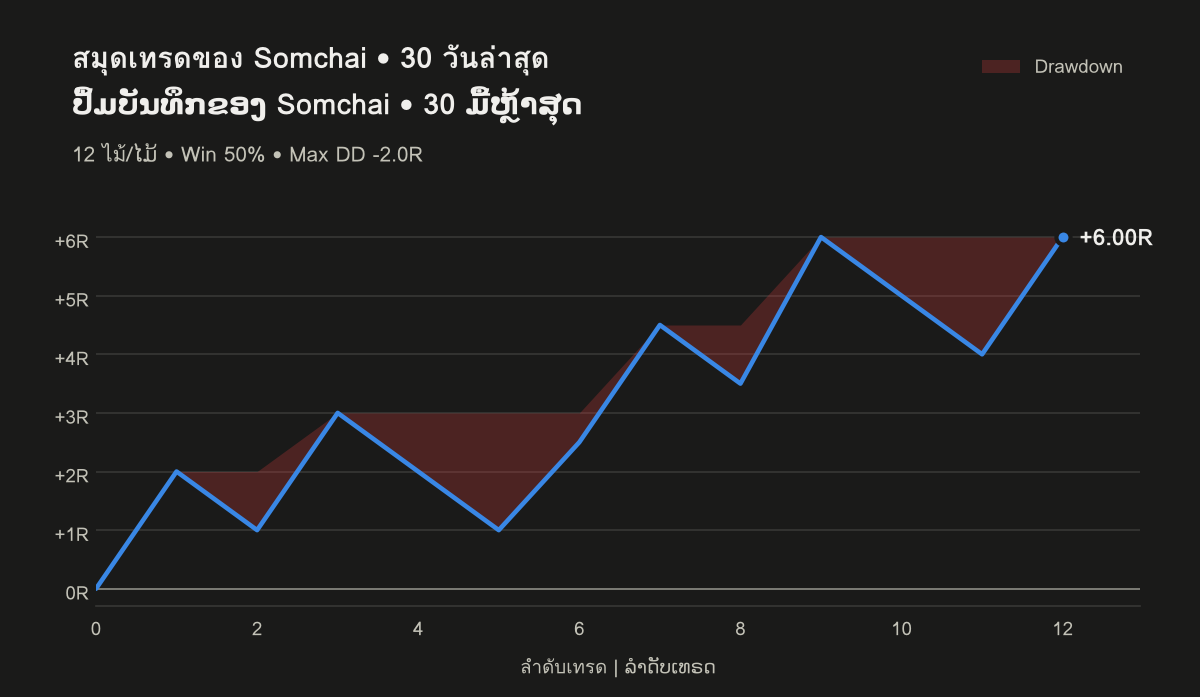 สมุดเทรดของ Somchai • 30 วันล่าสุด
ປຶ້ມບັນທຶກຂອງ Somchai • 30 ມື້ຫຼ້າສຸດ
12 ไม้/ໄມ້ • Win 50% • Max DD -2.0R
Drawdown
+6R
+6.00R
+5R
+4R
+3R
+2R
+1R
0R
0 2 4 6 8 10 12
ลำดับเทรด | ລຳດັບເທຣດ